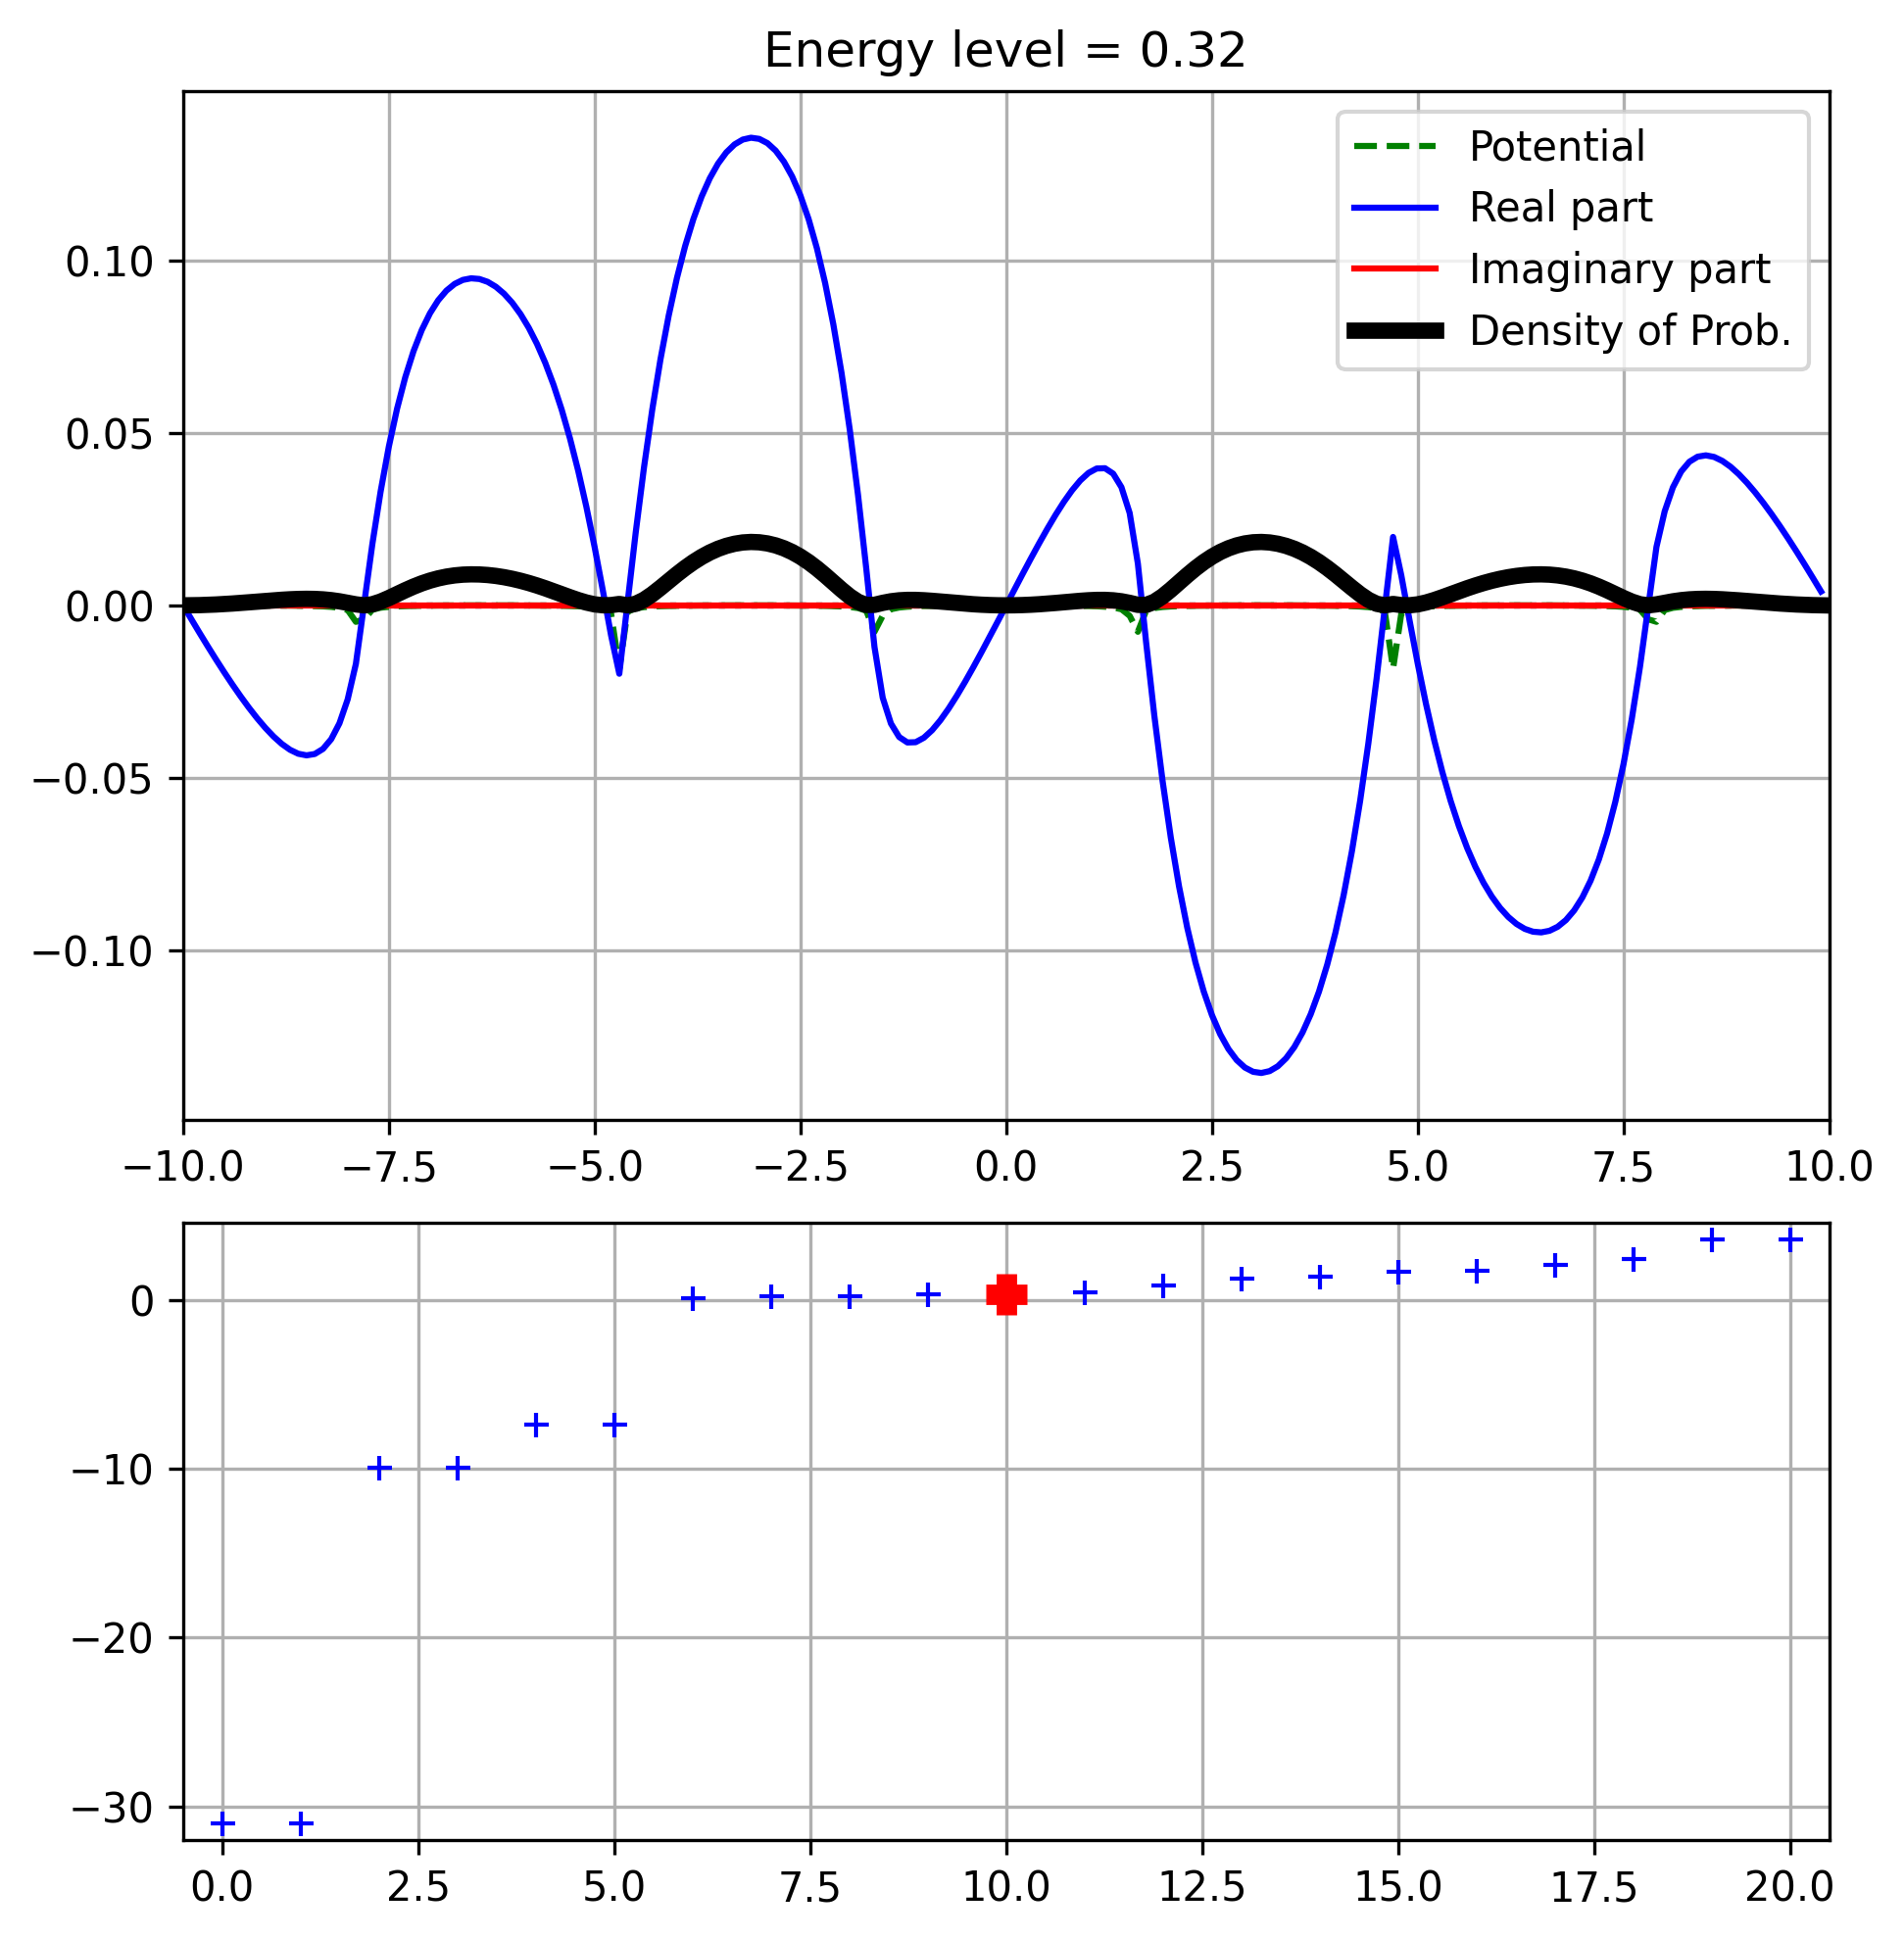 Energy level = 0.32
Potential
Real part
Imaginary part
Density of Prob.
0.10
0.05
0.00
−0.05
−0.10
−10.0 −7.5 −5.0 −2.5 0.0 2.5 5.0 7.5 10.0
0
−10
−20
−30
0.0 2.5 5.0 7.5 10.0 12.5 15.0 17.5 20.0